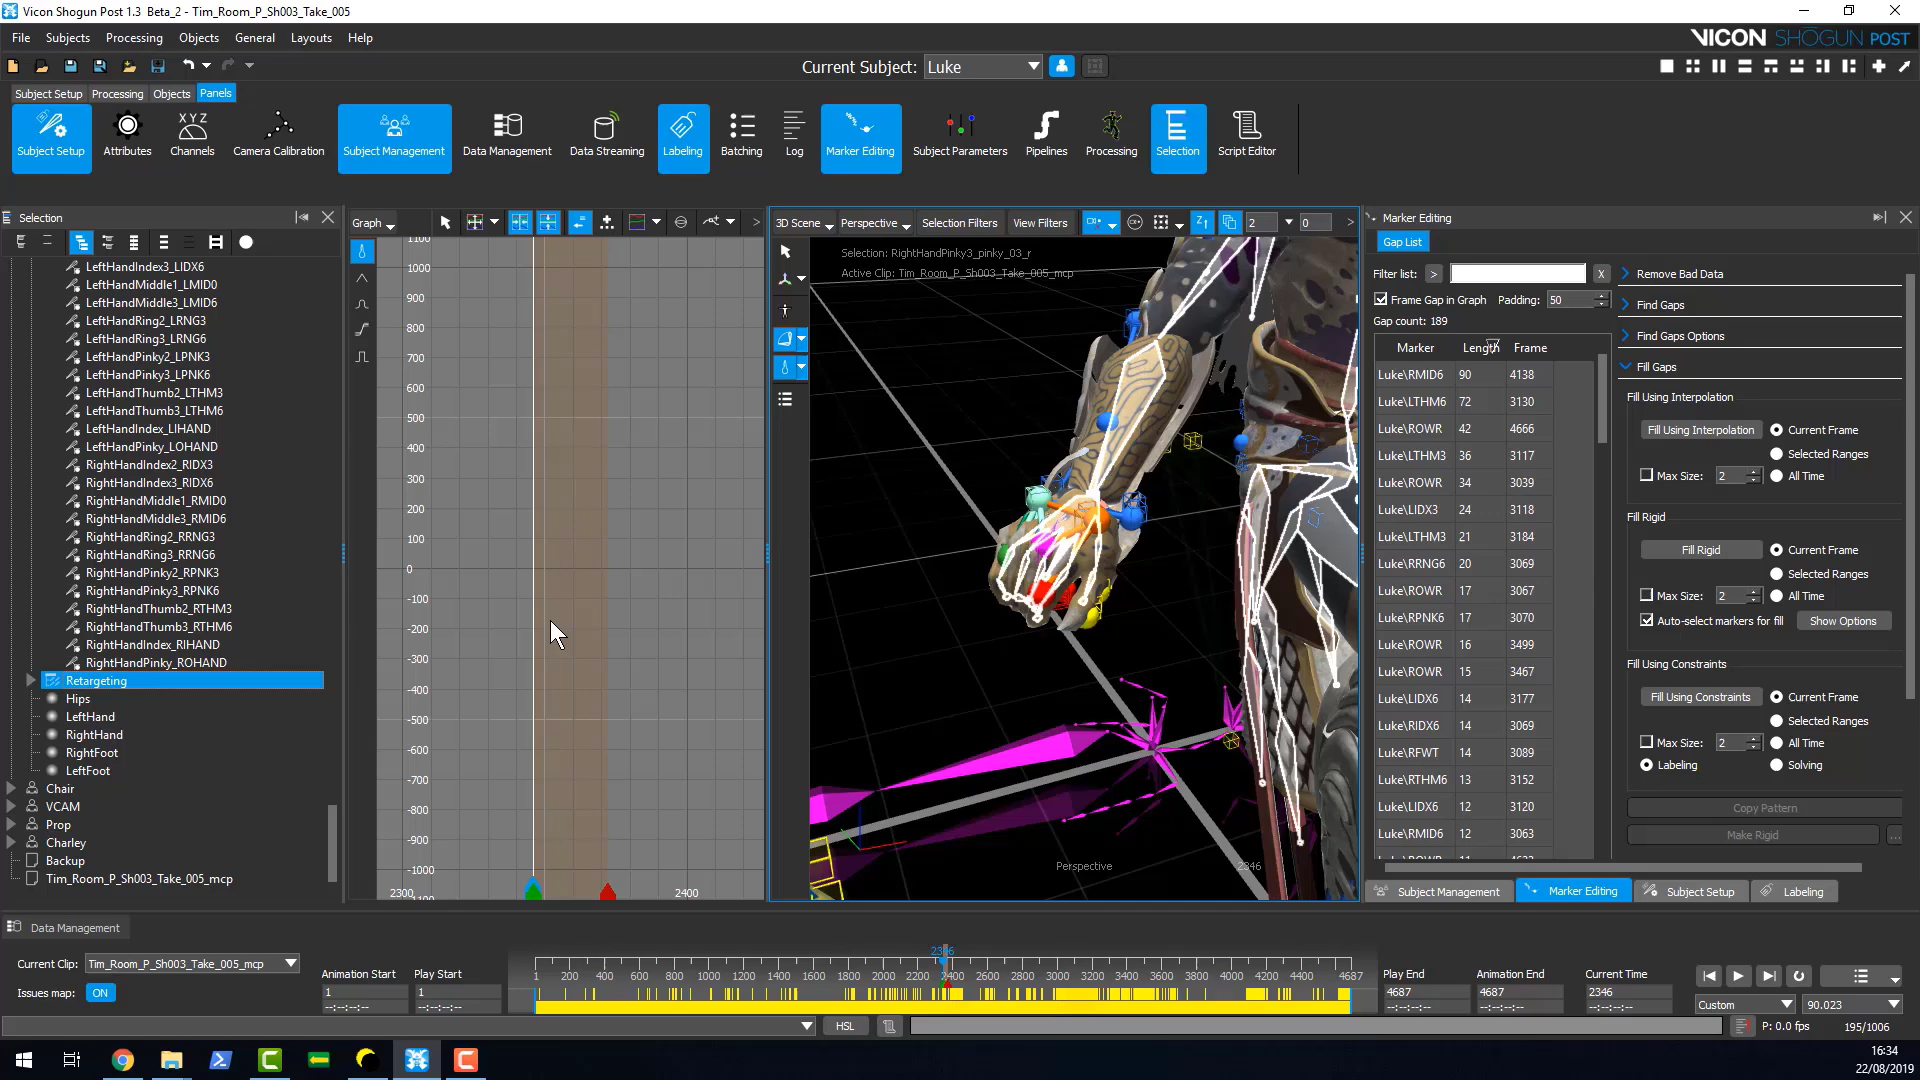 Vicon Shogun Post 1.3  Beta_2 - Tim_Room_P_Sh003_Take_005
File Subjects Processing Objects General Layouts Help
VICON SHOGUN POST
Current Subject: Luke
2 0
Subject Setup Processing Objects Panels
Subject Setup Attributes Channels Camera Calibration Subject Management Data Management Data Streaming Labeling Batching Log Marker Editing Subject Parameters Pipelines Processing Selection Script Editor
XYZ
Selection
LeftHandIndex3_LIDX6
LeftHandMiddle1_LMID0
LeftHandMiddle3_LMID6
LeftHandRing2_LRNG3
LeftHandRing3_LRNG6
LeftHandPinky2_LPNK3
LeftHandPinky3_LPNK6
LeftHandThumb2_LTHM3
LeftHandThumb3_LTHM6
LeftHandIndex_LIHAND
LeftHandPinky_LOHAND
RightHandIndex2_RIDX3
RightHandIndex3_RIDX6
RightHandMiddle1_RMID0
RightHandMiddle3_RMID6
RightHandRing2_RRNG3
RightHandRing3_RRNG6
RightHandPinky2_RPNK3
RightHandPinky3_RPNK6
RightHandThumb2_RTHM3
RightHandThumb3_RTHM6
RightHandIndex_RIHAND
RightHandPinky_ROHAND
Retargeting
Hips
LeftHand
RightHand
RightFoot
LeftFoot
Chair
VCAM
Prop
Charley
Backup
Tim_Room_P_Sh003_Take_005_mcp
Graph
1100
1000
900
800
700
600
500
400
300
200
100
0
-100
-200
-300
-400
-500
-600
-700
-800
-900
-1000
2300 2400
3D Scene Perspective Selection Filters View Filters
Selection: RightHandPinky3_pinky_03_r
Active Clip: Tim_Room_P_Sh003_Take_005_mcp
Perspective 2346
Marker Editing
Gap List
Filter list: > X
Frame Gap in Graph Padding: 50
Gap count: 189
Marker Length Frame
Luke\RMID6 90 4138
Luke\LTHM6 72 3130
Luke\ROWR 42 4666
Luke\LTHM3 36 3117
Luke\ROWR 34 3039
Luke\LIDX3 24 3118
Luke\LTHM3 21 3184
Luke\RRNG6 20 3069
Luke\ROWR 17 3067
Luke\RPNK6 17 3070
Luke\ROWR 16 3499
Luke\ROWR 15 3467
Luke\LIDX6 14 3177
Luke\RIDX6 14 3069
Luke\RFWT 14 3089
Luke\RTHM6 13 3152
Luke\LIDX6 12 3120
Luke\RMID6 12 3063
Remove Bad Data
Find Gaps
Find Gaps Options
Fill Gaps
Fill Using Interpolation
Fill Using Interpolation Current Frame
Selected Ranges
Max Size: 2 All Time
Fill Rigid
Fill Rigid Current Frame
Selected Ranges
Max Size: 2 All Time
Auto-select markers for fill Show Options
Fill Using Constraints
Fill Using Constraints Current Frame
Selected Ranges
Max Size: 2 All Time
Labeling Solving
Copy Pattern
Make Rigid ...
Subject Management Marker Editing Subject Setup Labeling
Data Management
Current Clip: Tim_Room_P_Sh003_Take_005_mcp
Issues map: ON
Animation Start Play Start
1 1
--:--:--:-- --:--:--:--
2346
1 200 400 600 800 1000 1200 1400 1600 1800 2000 2200 2400 2600 2800 3000 3200 3400 3600 3800 4000 4200 4400 4687
Play End Animation End Current Time
4687 4687 2346
--:--:--:-- --:--:--:-- --:--:--:--
Custom 90.023
HSL
P: 0.0 fps 195/1006
16:34
22/08/2019